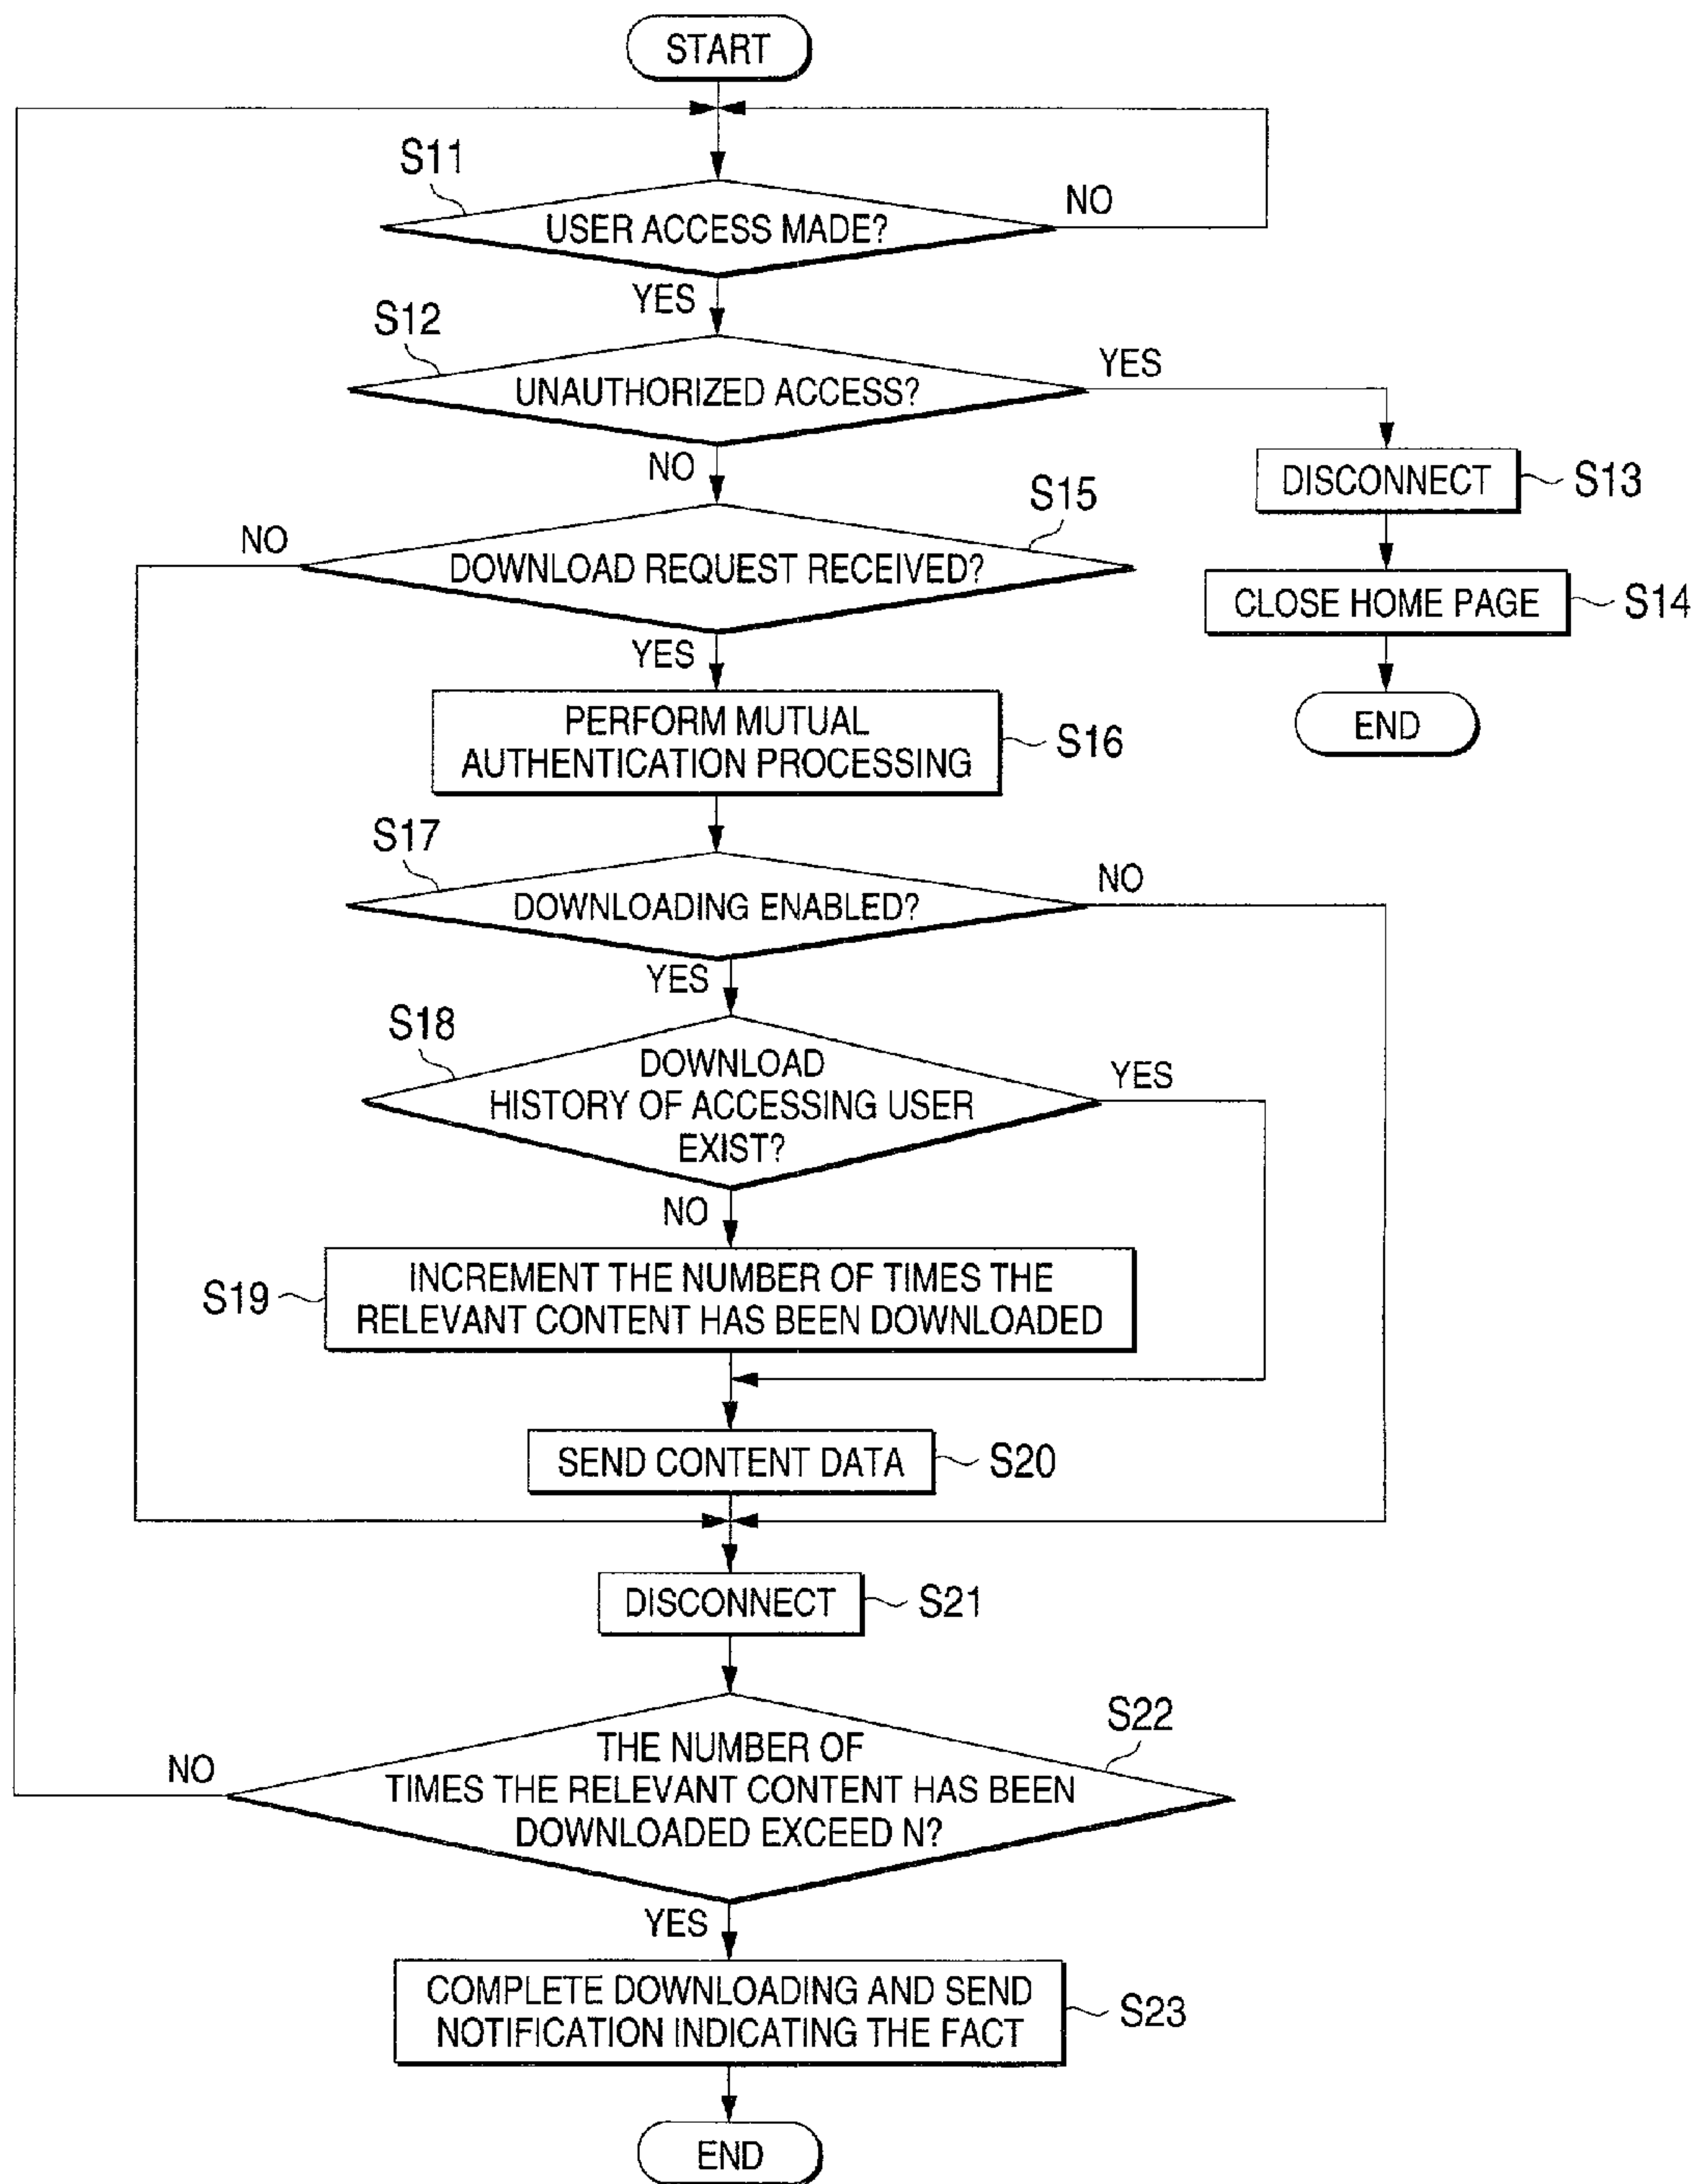 START
S11
USER ACCESS MADE?
NO
YES
S12
UNAUTHORIZED ACCESS?
YES
NO
DISCONNECT
S13
S15
NO
DOWNLOAD REQUEST RECEIVED?
CLOSE HOME PAGE
S14
YES
PERFORM MUTUAL
AUTHENTICATION PROCESSING
S16
END
S17
DOWNLOADING ENABLED?
NO
YES
S18
DOWNLOAD
HISTORY OF ACCESSING USER
EXIST?
YES
NO
S19
INCREMENT THE NUMBER OF TIMES THE
RELEVANT CONTENT HAS BEEN DOWNLOADED
SEND CONTENT DATA
S20
DISCONNECT
S21
S22
THE NUMBER OF
TIMES THE RELEVANT CONTENT HAS BEEN
DOWNLOADED EXCEED N?
NO
YES
COMPLETE DOWNLOADING AND SEND
NOTIFICATION INDICATING THE FACT
S23
END